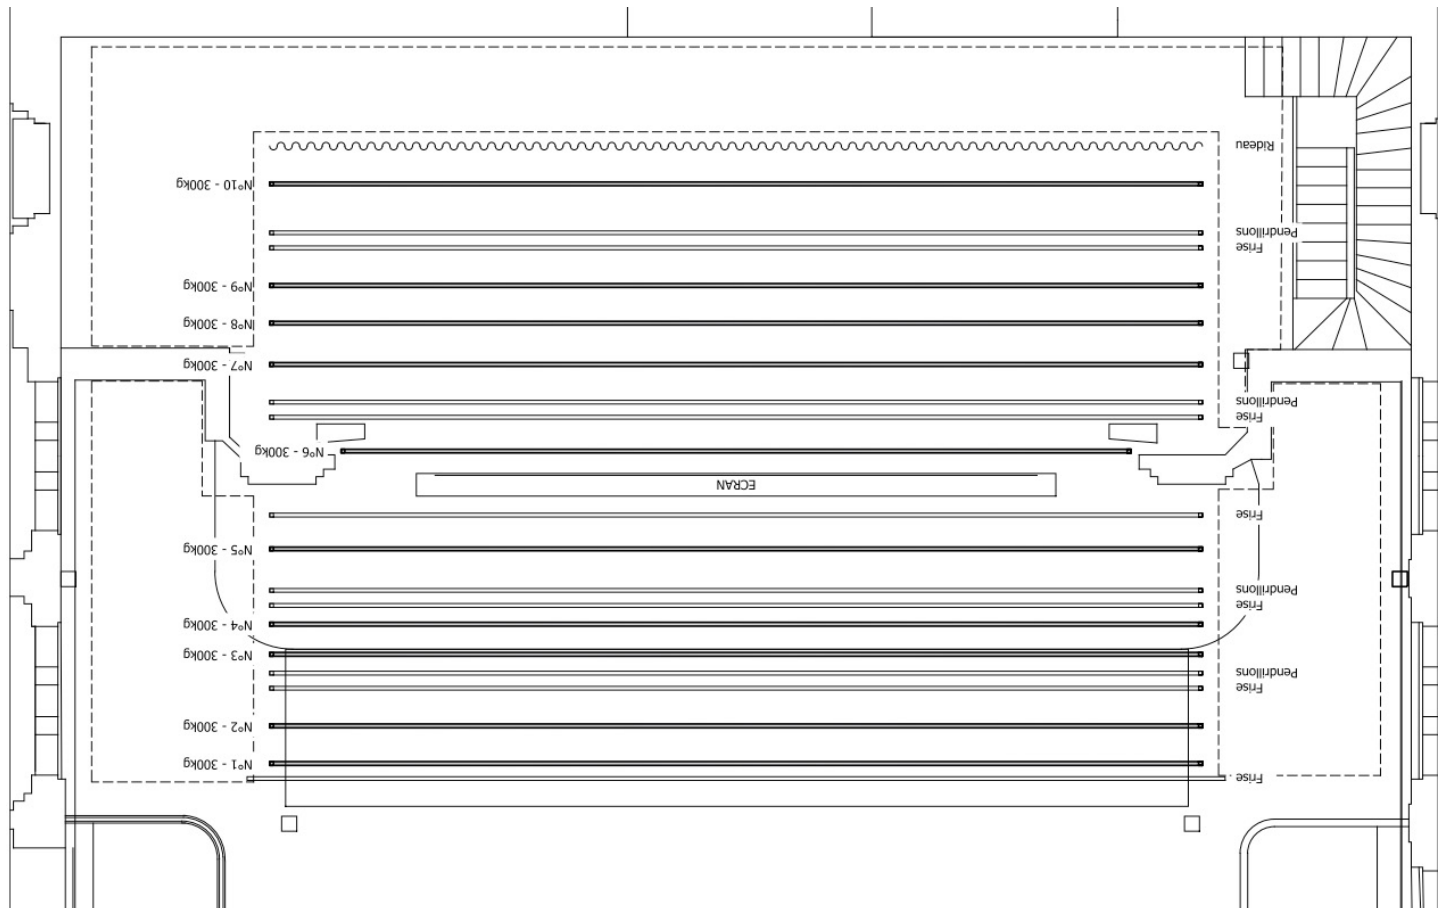 Rideau
N°10 - 300kg
Pendrillons
Frise
N°9 - 300kg
N°8 - 300kg
N°7 - 300kg
Pendrillons
Frise
N°6 - 300kg
ECRAN
Frise
N°5 - 300kg
Pendrillons
Frise
N°4 - 300kg
N°3 - 300kg
Pendrillons
Frise
N°2 - 300kg
N°1 - 300kg
Frise